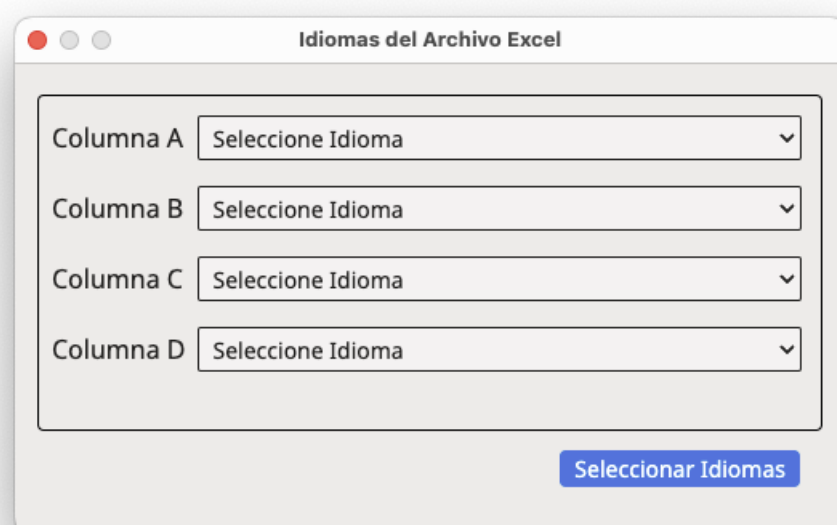 Idiomas del Archivo Excel
Columna A Seleccione Idioma
Columna B Seleccione Idioma
Columna C Seleccione Idioma
Columna D Seleccione Idioma
Seleccionar Idiomas